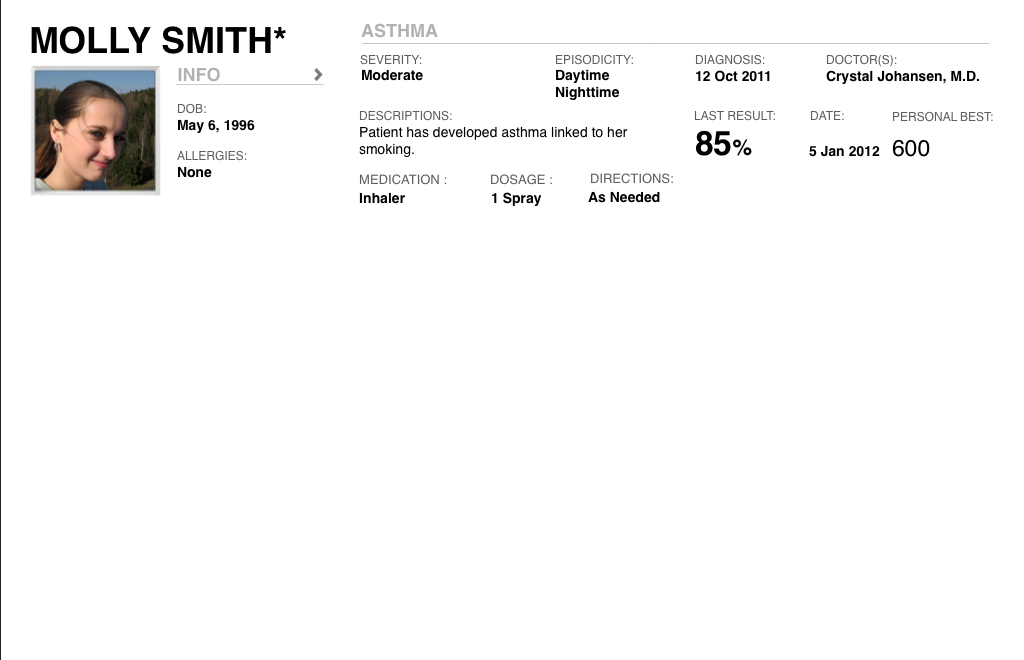 MOLLY SMITH*
INFO
DOB:
May 6, 1996
ALLERGIES:
None
ASTHMA
SEVERITY:
Moderate
EPISODICITY:
Daytime
Nighttime
DIAGNOSIS:
12 Oct 2011
DOCTOR(S):
Crystal Johansen, M.D.
DESCRIPTIONS:
Patient has developed asthma linked to her
smoking.
LAST RESULT:
85%
DATE:
5 Jan 2012
PERSONAL BEST:
600
MEDICATION :
Inhaler
DOSAGE :
1 Spray
DIRECTIONS:
As Needed